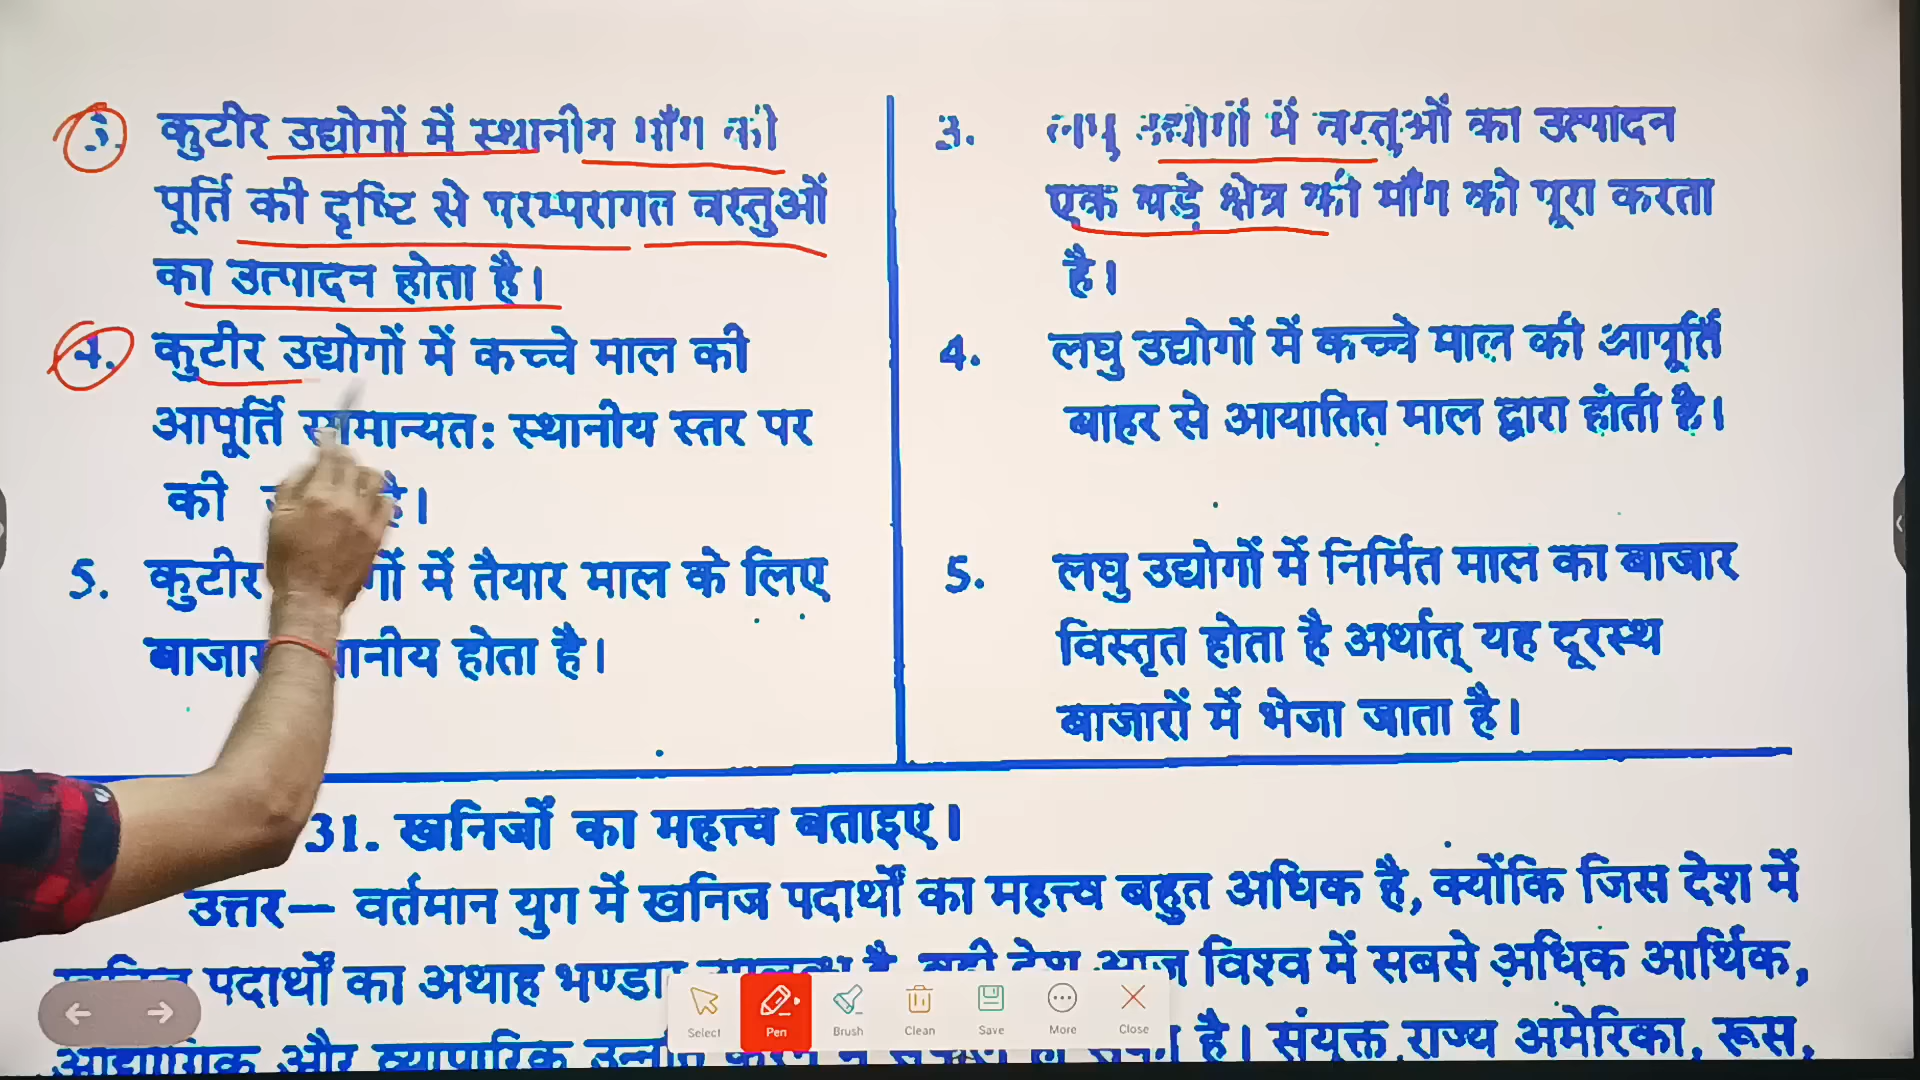 3. कुटीर उद्योगों में स्थानीय माँग की
पूर्ति की दृष्टि से परम्परागत वस्तुओं
का उत्पादन होता है।
4. कुटीर उद्योगों में कच्चे माल की
आपूर्ति सामान्यतः स्थानीय स्तर पर
की है।
5. कुटीर में तैयार माल के लिए
बाजार होता है।
3. लघु उद्योगों में वस्तुओं का उत्पादन
एक बड़े क्षेत्र की माँग को पूरा करता
है।
4. लघु उद्योगों में कच्चे माल की आपूर्ति
बाहर से आयातित माल द्वारा होती है।
5. लघु उद्योगों में निर्मित माल का बाजार
विस्तृत होता है अर्थात् यह दूरस्थ
बाजारों में भेजा जाता है।
31. खनिजों का महत्त्व बताइए।
उत्तर— वर्तमान युग में खनिज पदार्थों का महत्त्व बहुत अधिक है, क्योंकि जिस देश में
पदार्थों का अथाह विश्व में सबसे अधिक आर्थिक,
औद्योगिक और व्यापारिक है। संयुक्त राज्य अमेरिका, रूस,
Select Pen Brush Clean Save More Close